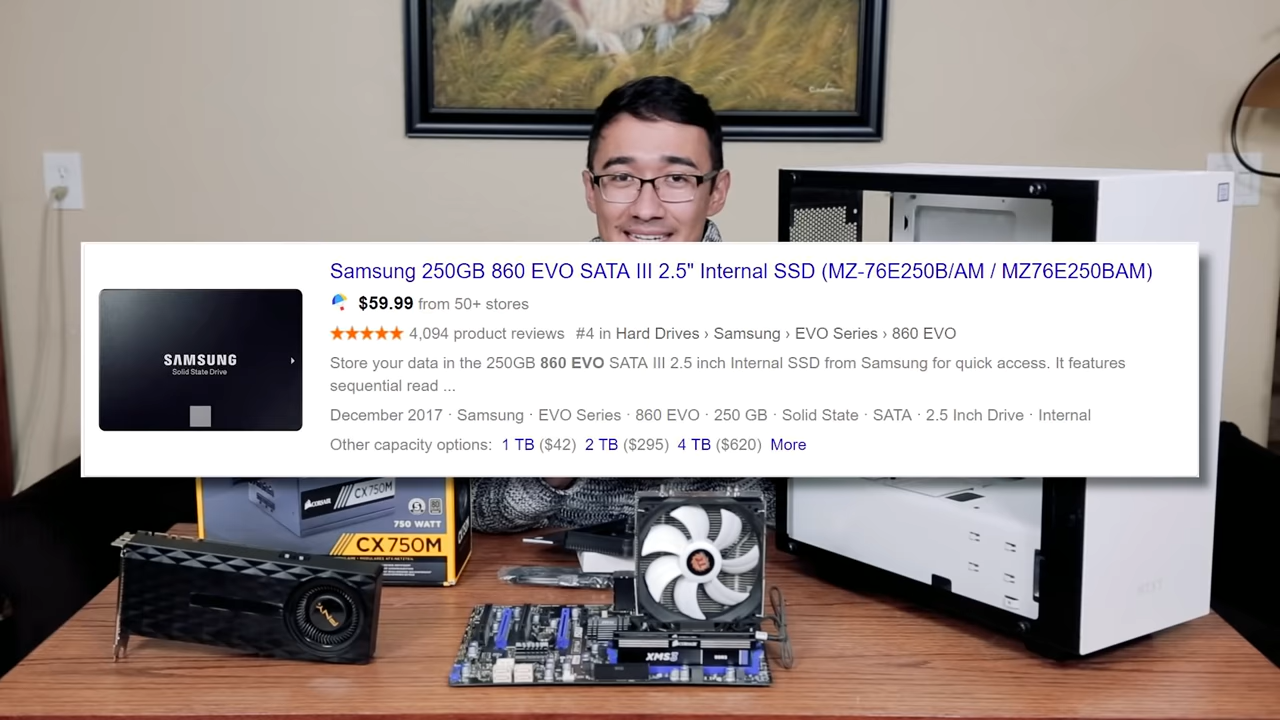 Samsung 250GB 860 EVO SATA III 2.5" Internal SSD (MZ-76E250B/AM / MZ76E250BAM)
$59.99 from 50+ stores
4,094 product reviews #4 in Hard Drives › Samsung › EVO Series › 860 EVO
SAMSUNG
Solid State Drive
Store your data in the 250GB 860 EVO SATA III 2.5 inch Internal SSD from Samsung for quick access. It features
sequential read ...
December 2017 · Samsung · EVO Series · 860 EVO · 250 GB · Solid State · SATA · 2.5 Inch Drive · Internal
Other capacity options: 1 TB ($42) 2 TB ($295) 4 TB ($620) More
CORSAIR
CX750M
750 WATT
CX750M
PNY
XMS3
NZXT